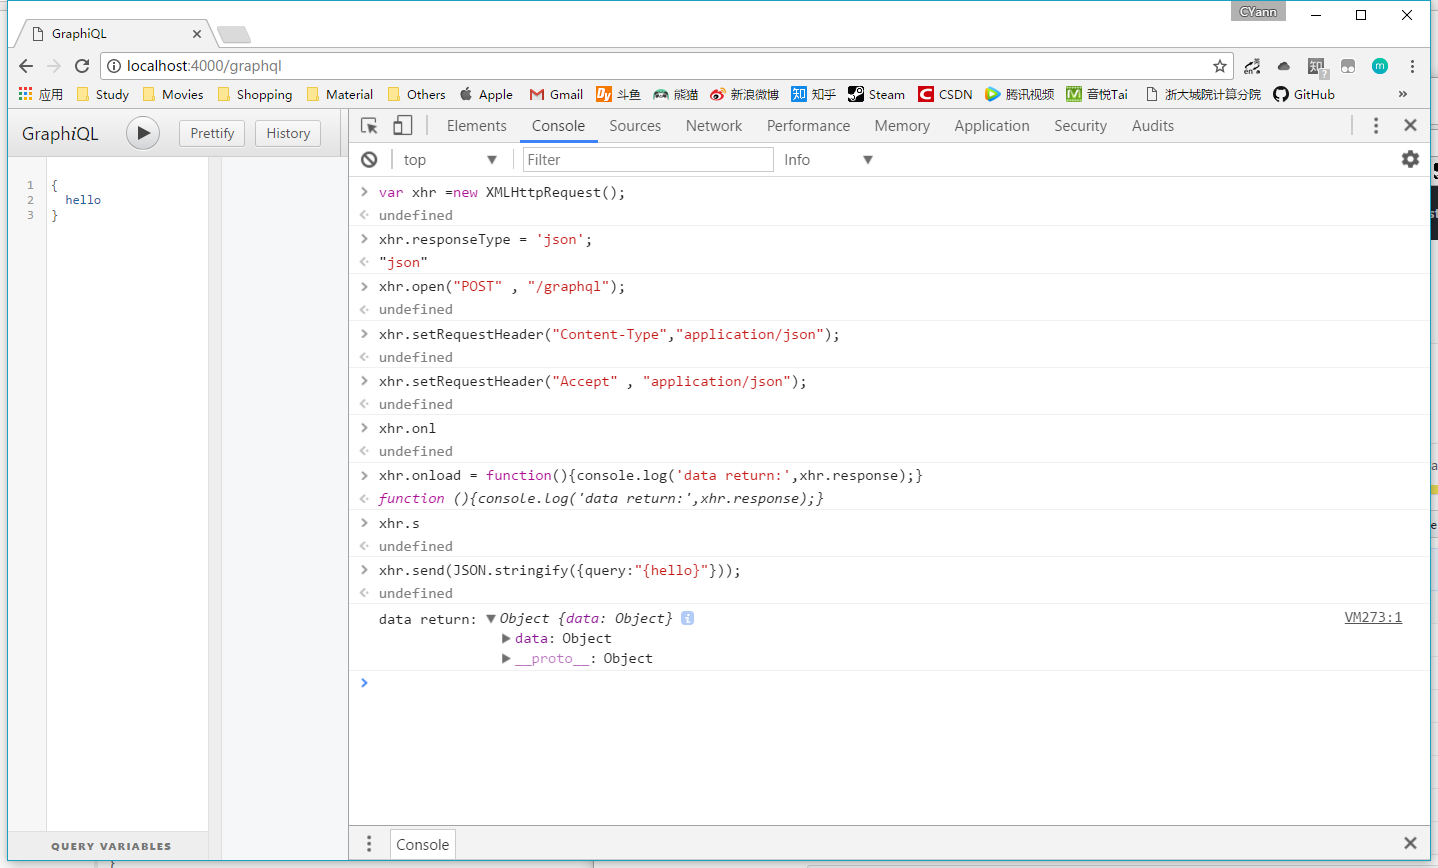 CYann
GraphiQL
localhost:4000/graphql
应用 Study Movies Shopping Material Others Apple Gmail 斗鱼 熊猫 新浪微博 知乎 Steam CSDN 腾讯视频 音悦Tai 浙大城院计算分院 GitHub »
GraphiQL Prettify History
Elements Console Sources Network Performance Memory Application Security Audits
top Filter Info
1 {
2 hello
3 }
QUERY VARIABLES
> var xhr =new XMLHttpRequest();
undefined
> xhr.responseType = 'json';
"json"
> xhr.open("POST" , "/graphql");
undefined
> xhr.setRequestHeader("Content-Type","application/json");
undefined
> xhr.setRequestHeader("Accept" , "application/json");
undefined
> xhr.onl
undefined
> xhr.onload = function(){console.log('data return:',xhr.response);}
function (){console.log('data return:',xhr.response);}
> xhr.s
undefined
> xhr.send(JSON.stringify({query:"{hello}"}));
undefined
data return: ▼Object {data: Object} i VM273:1
▶data: Object
▶__proto__: Object
>
Console